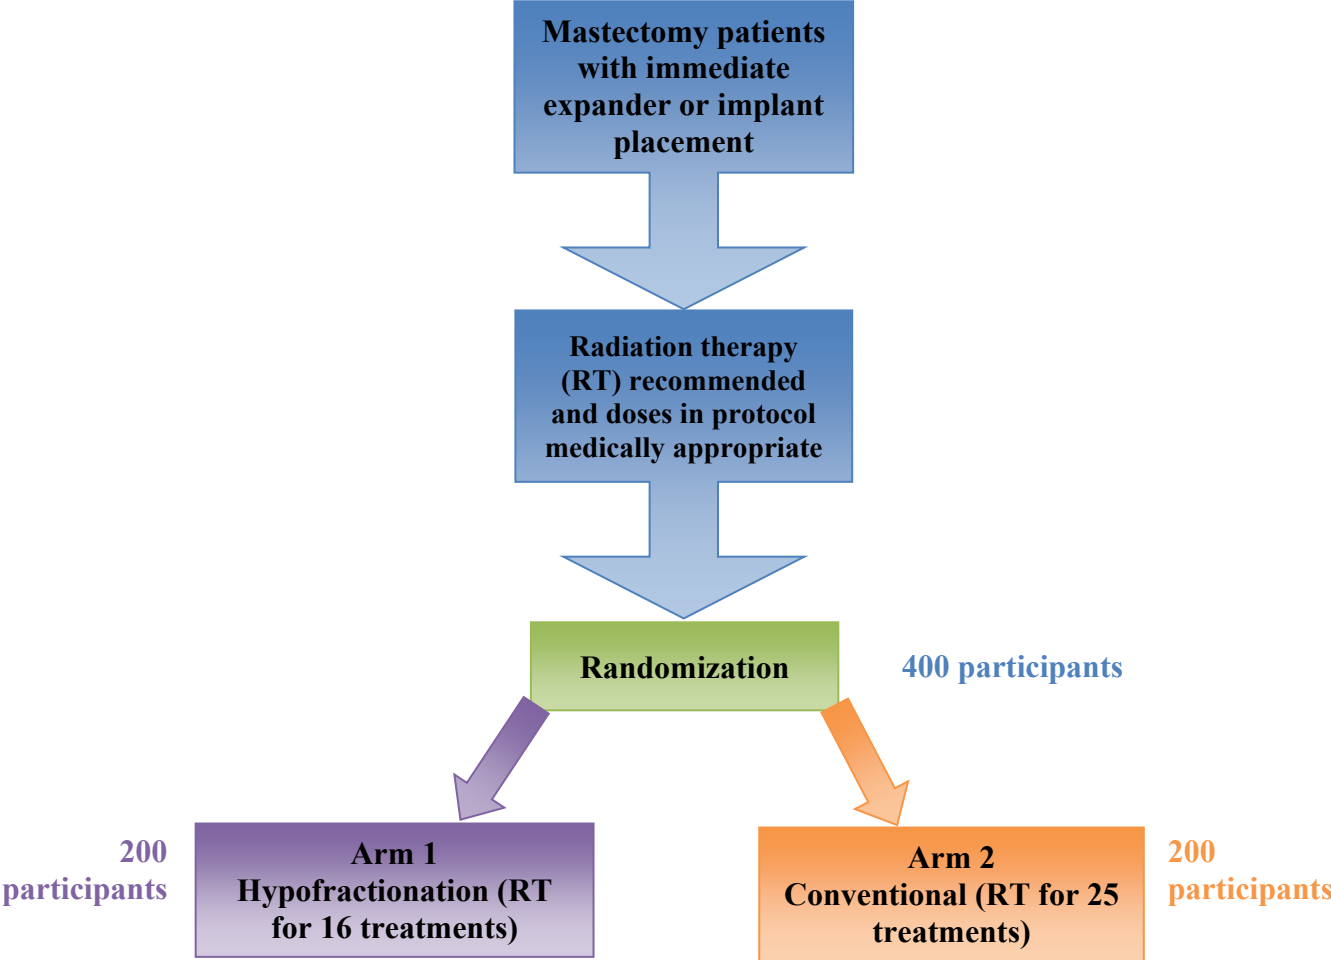 Mastectomy patients
with immediate
expander or implant
placement
Radiation therapy
(RT) recommended
and doses in protocol
medically appropriate
Randomization
400 participants
200
participants
Arm 1
Hypofractionation (RT
for 16 treatments)
Arm 2
Conventional (RT for 25
treatments)
200
participants